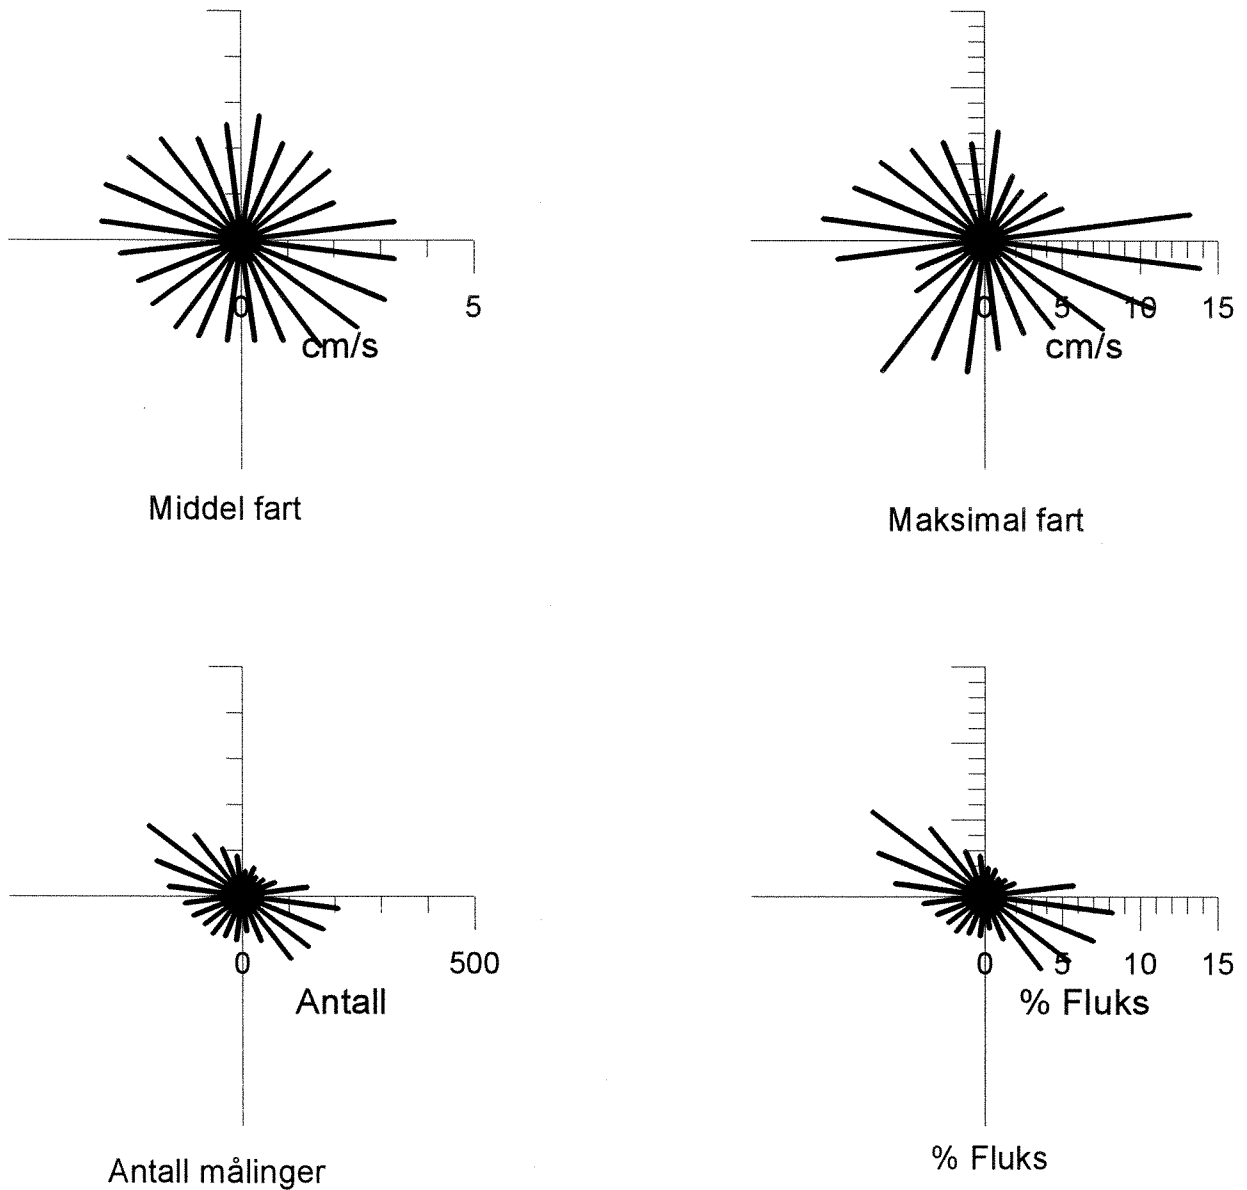 0 5
cm/s
Middel fart
0 5 10 15
cm/s
Maksimal fart
0 500
Antall
Antall målinger
0 5 10 15
% Fluks
% Fluks